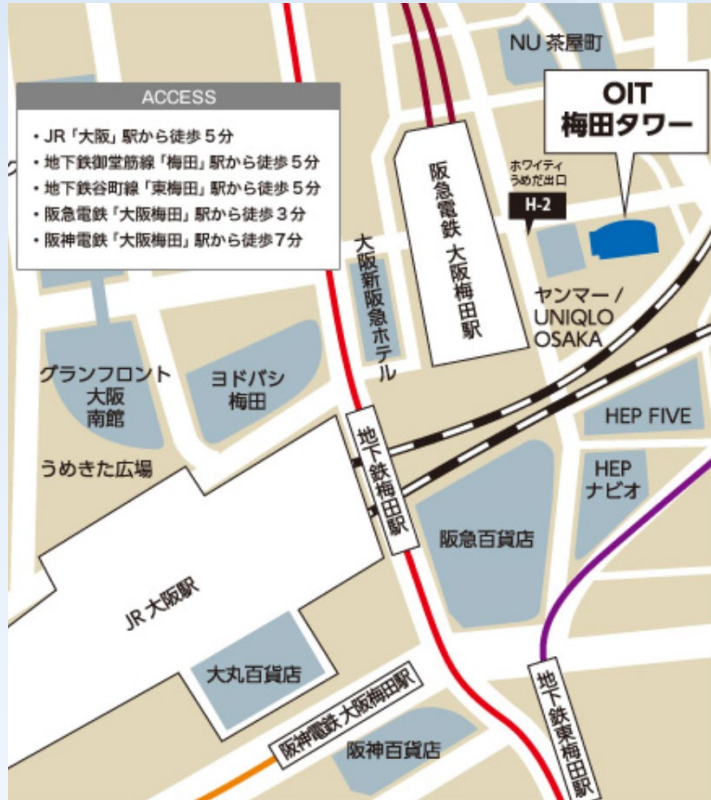 NU 茶屋町
OIT
梅田タワー
ACCESS
・JR「大阪」駅から徒歩5分
・地下鉄御堂筋線「梅田」駅から徒歩5分
・地下鉄谷町線「東梅田」駅から徒歩5分
・阪急電鉄「大阪梅田」駅から徒歩3分
・阪神電鉄「大阪梅田」駅から徒歩7分
ホワイティ
うめだ出口
H-2
阪急電鉄 大阪梅田駅
大阪新阪急ホテル
ヤンマー /
UNIQLO
OSAKA
グランフロント
大阪
南館
ヨドバシ
梅田
HEP FIVE
うめきた広場
地下鉄梅田駅
HEP
ナビオ
阪急百貨店
JR 大阪駅
大丸百貨店
阪神電鉄 大阪梅田駅
地下鉄東梅田駅
阪神百貨店